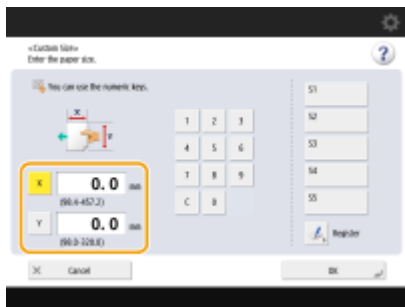 <Custom Size>
Enter the paper size.
?
You can use the numeric keys.
X
Y
X
0.0 mm
(98.4-457.2)
Y
0.0 mm
(90.0-320.0)
1 2 3
4 5 6
7 8 9
C 0
S1
S2
S3
S4
S5
Register
Cancel
OK